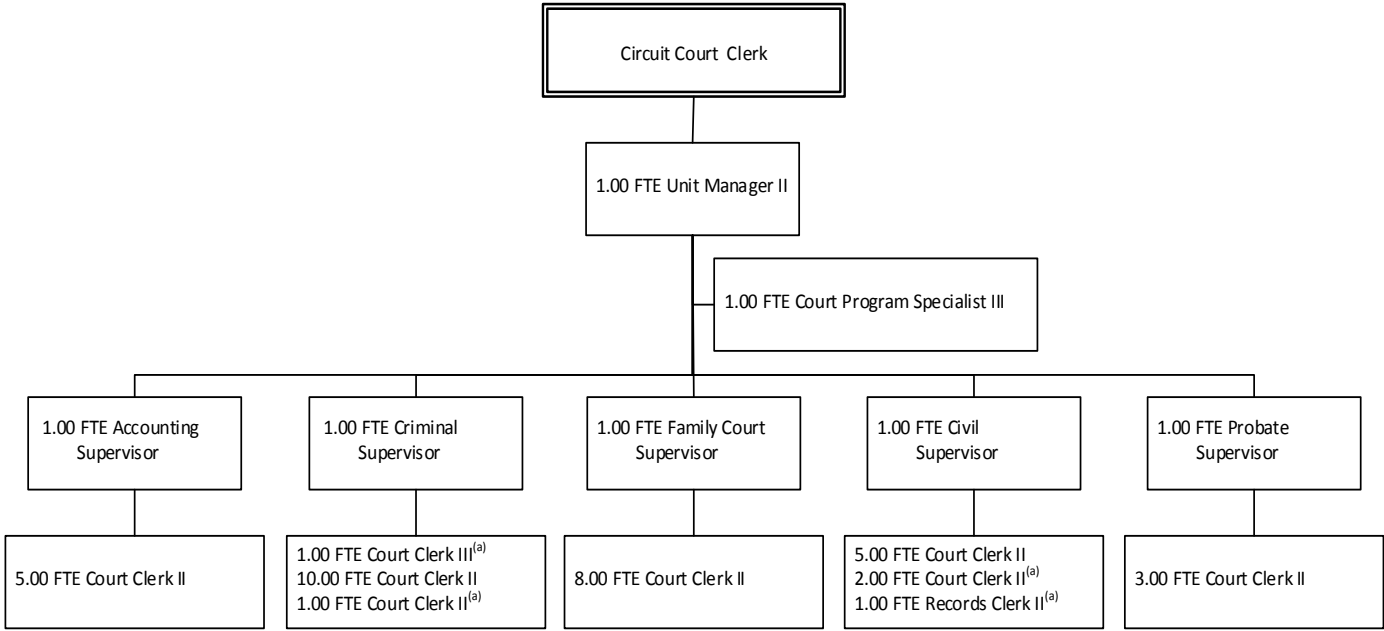 Circuit Court Clerk
1.00 FTE Unit Manager II
1.00 FTE Court Program Specialist III
1.00 FTE Accounting
Supervisor
1.00 FTE Criminal
Supervisor
1.00 FTE Family Court
Supervisor
1.00 FTE Civil
Supervisor
1.00 FTE Probate
Supervisor
5.00 FTE Court Clerk II
1.00 FTE Court Clerk III(a)
10.00 FTE Court Clerk II
1.00 FTE Court Clerk II(a)
8.00 FTE Court Clerk II
5.00 FTE Court Clerk II
2.00 FTE Court Clerk II(a)
1.00 FTE Records Clerk II(a)
3.00 FTE Court Clerk II